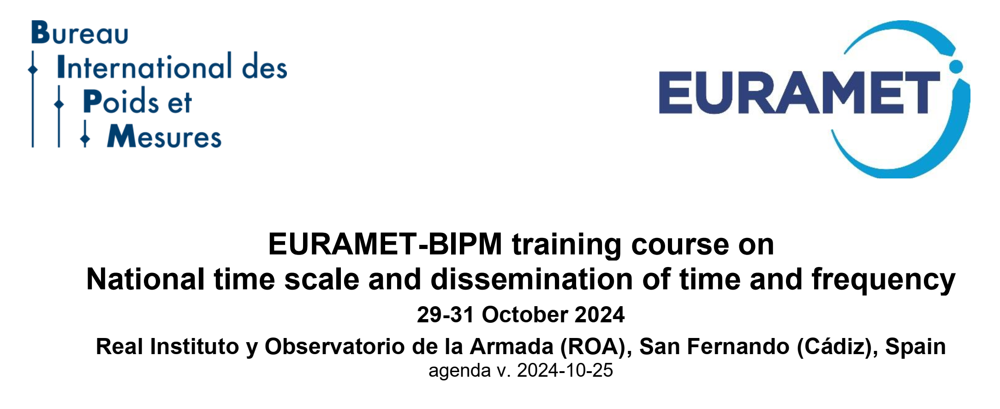 Bureau
International des
Poids et
Mesures
EURAMET
EURAMET-BIPM training course on
National time scale and dissemination of time and frequency
29-31 October 2024
Real Instituto y Observatorio de la Armada (ROA), San Fernando (Cádiz), Spain
agenda v. 2024-10-25